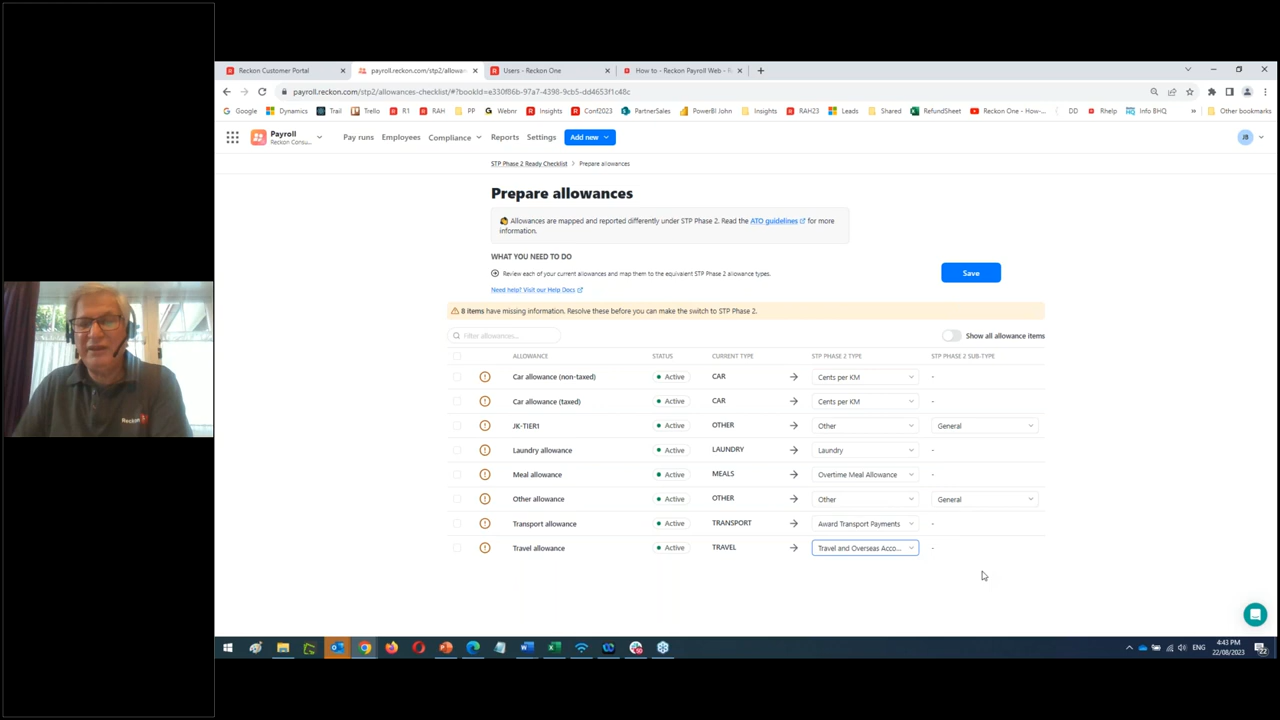 Reckon Customer Portal
payroll.reckon.com/stp2/allowan
Users - Reckon One
How to - Reckon Payroll Web - R
payroll.reckon.com/stp2/allowances-checklist/#?bookId=e330f86b-97a7-4398-9cb5-dd4653f1c48c
Google Dynamics Trail Trello R1 RAH PP Webnr Insights Conf2023 PartnerSales PowerBI John Insights RAH23 Leads Shared RefundSheet Reckon One - How-... DD Rhelp Info BHQ Other bookmarks
Payroll
Reckon Consu...
Pay runs Employees Compliance Reports Settings Add new JB
STP Phase 2 Ready Checklist > Prepare allowances
Prepare allowances
Allowances are mapped and reported differently under STP Phase 2. Read the ATO guidelines for more
information.
WHAT YOU NEED TO DO
Review each of your current allowances and map them to the equivalent STP Phase 2 allowance types.
Save
Need help? Visit our Help Docs
8 items have missing information. Resolve these before you can make the switch to STP Phase 2.
Filter allowances... Show all allowance items
ALLOWANCE STATUS CURRENT TYPE STP PHASE 2 TYPE STP PHASE 2 SUB-TYPE
Car allowance (non-taxed) Active CAR Cents per KM -
Car allowance (taxed) Active CAR Cents per KM -
JK-TIER1 Active OTHER Other General
Laundry allowance Active LAUNDRY Laundry -
Meal allowance Active MEALS Overtime Meal Allowance -
Other allowance Active OTHER Other General
Transport allowance Active TRANSPORT Award Transport Payments -
Travel allowance Active TRAVEL Travel and Overseas Acco... -
Reckon
ENG
4:43 PM
22/08/2023
22